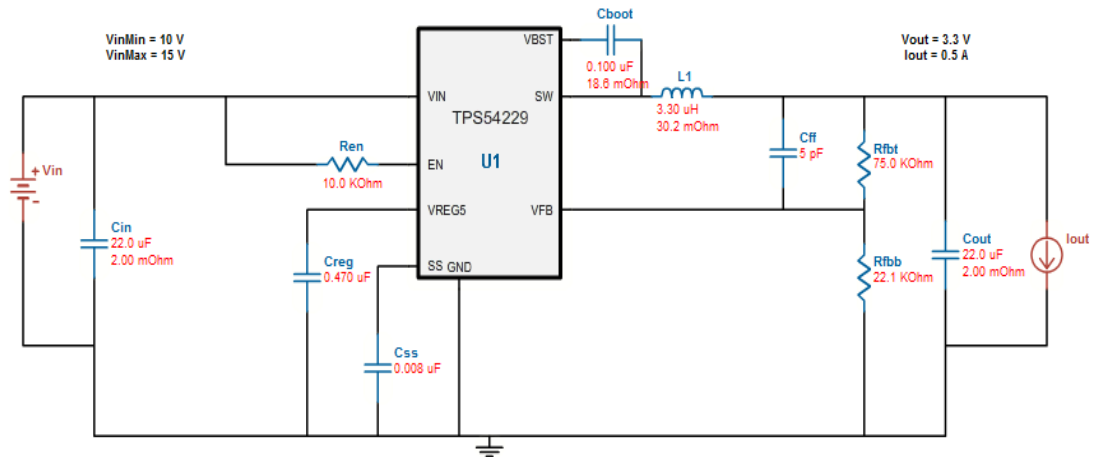 VinMin = 10 V
VinMax = 15 V
Cboot
0.100 uF
18.6 mOhm
Vout = 3.3 V
Iout = 0.5 A
VBST
VIN
SW
TPS54229
U1
EN
VREG5
VFB
SS GND
L1
3.30 uH
30.2 mOhm
Ren
10.0 KOhm
Cff
5 pF
Rfbt
75.0 KOhm
+ Vin
-
Cin
22.0 uF
2.00 mOhm
Creg
0.470 uF
Css
0.008 uF
Rfbb
22.1 KOhm
Cout
22.0 uF
2.00 mOhm
Iout